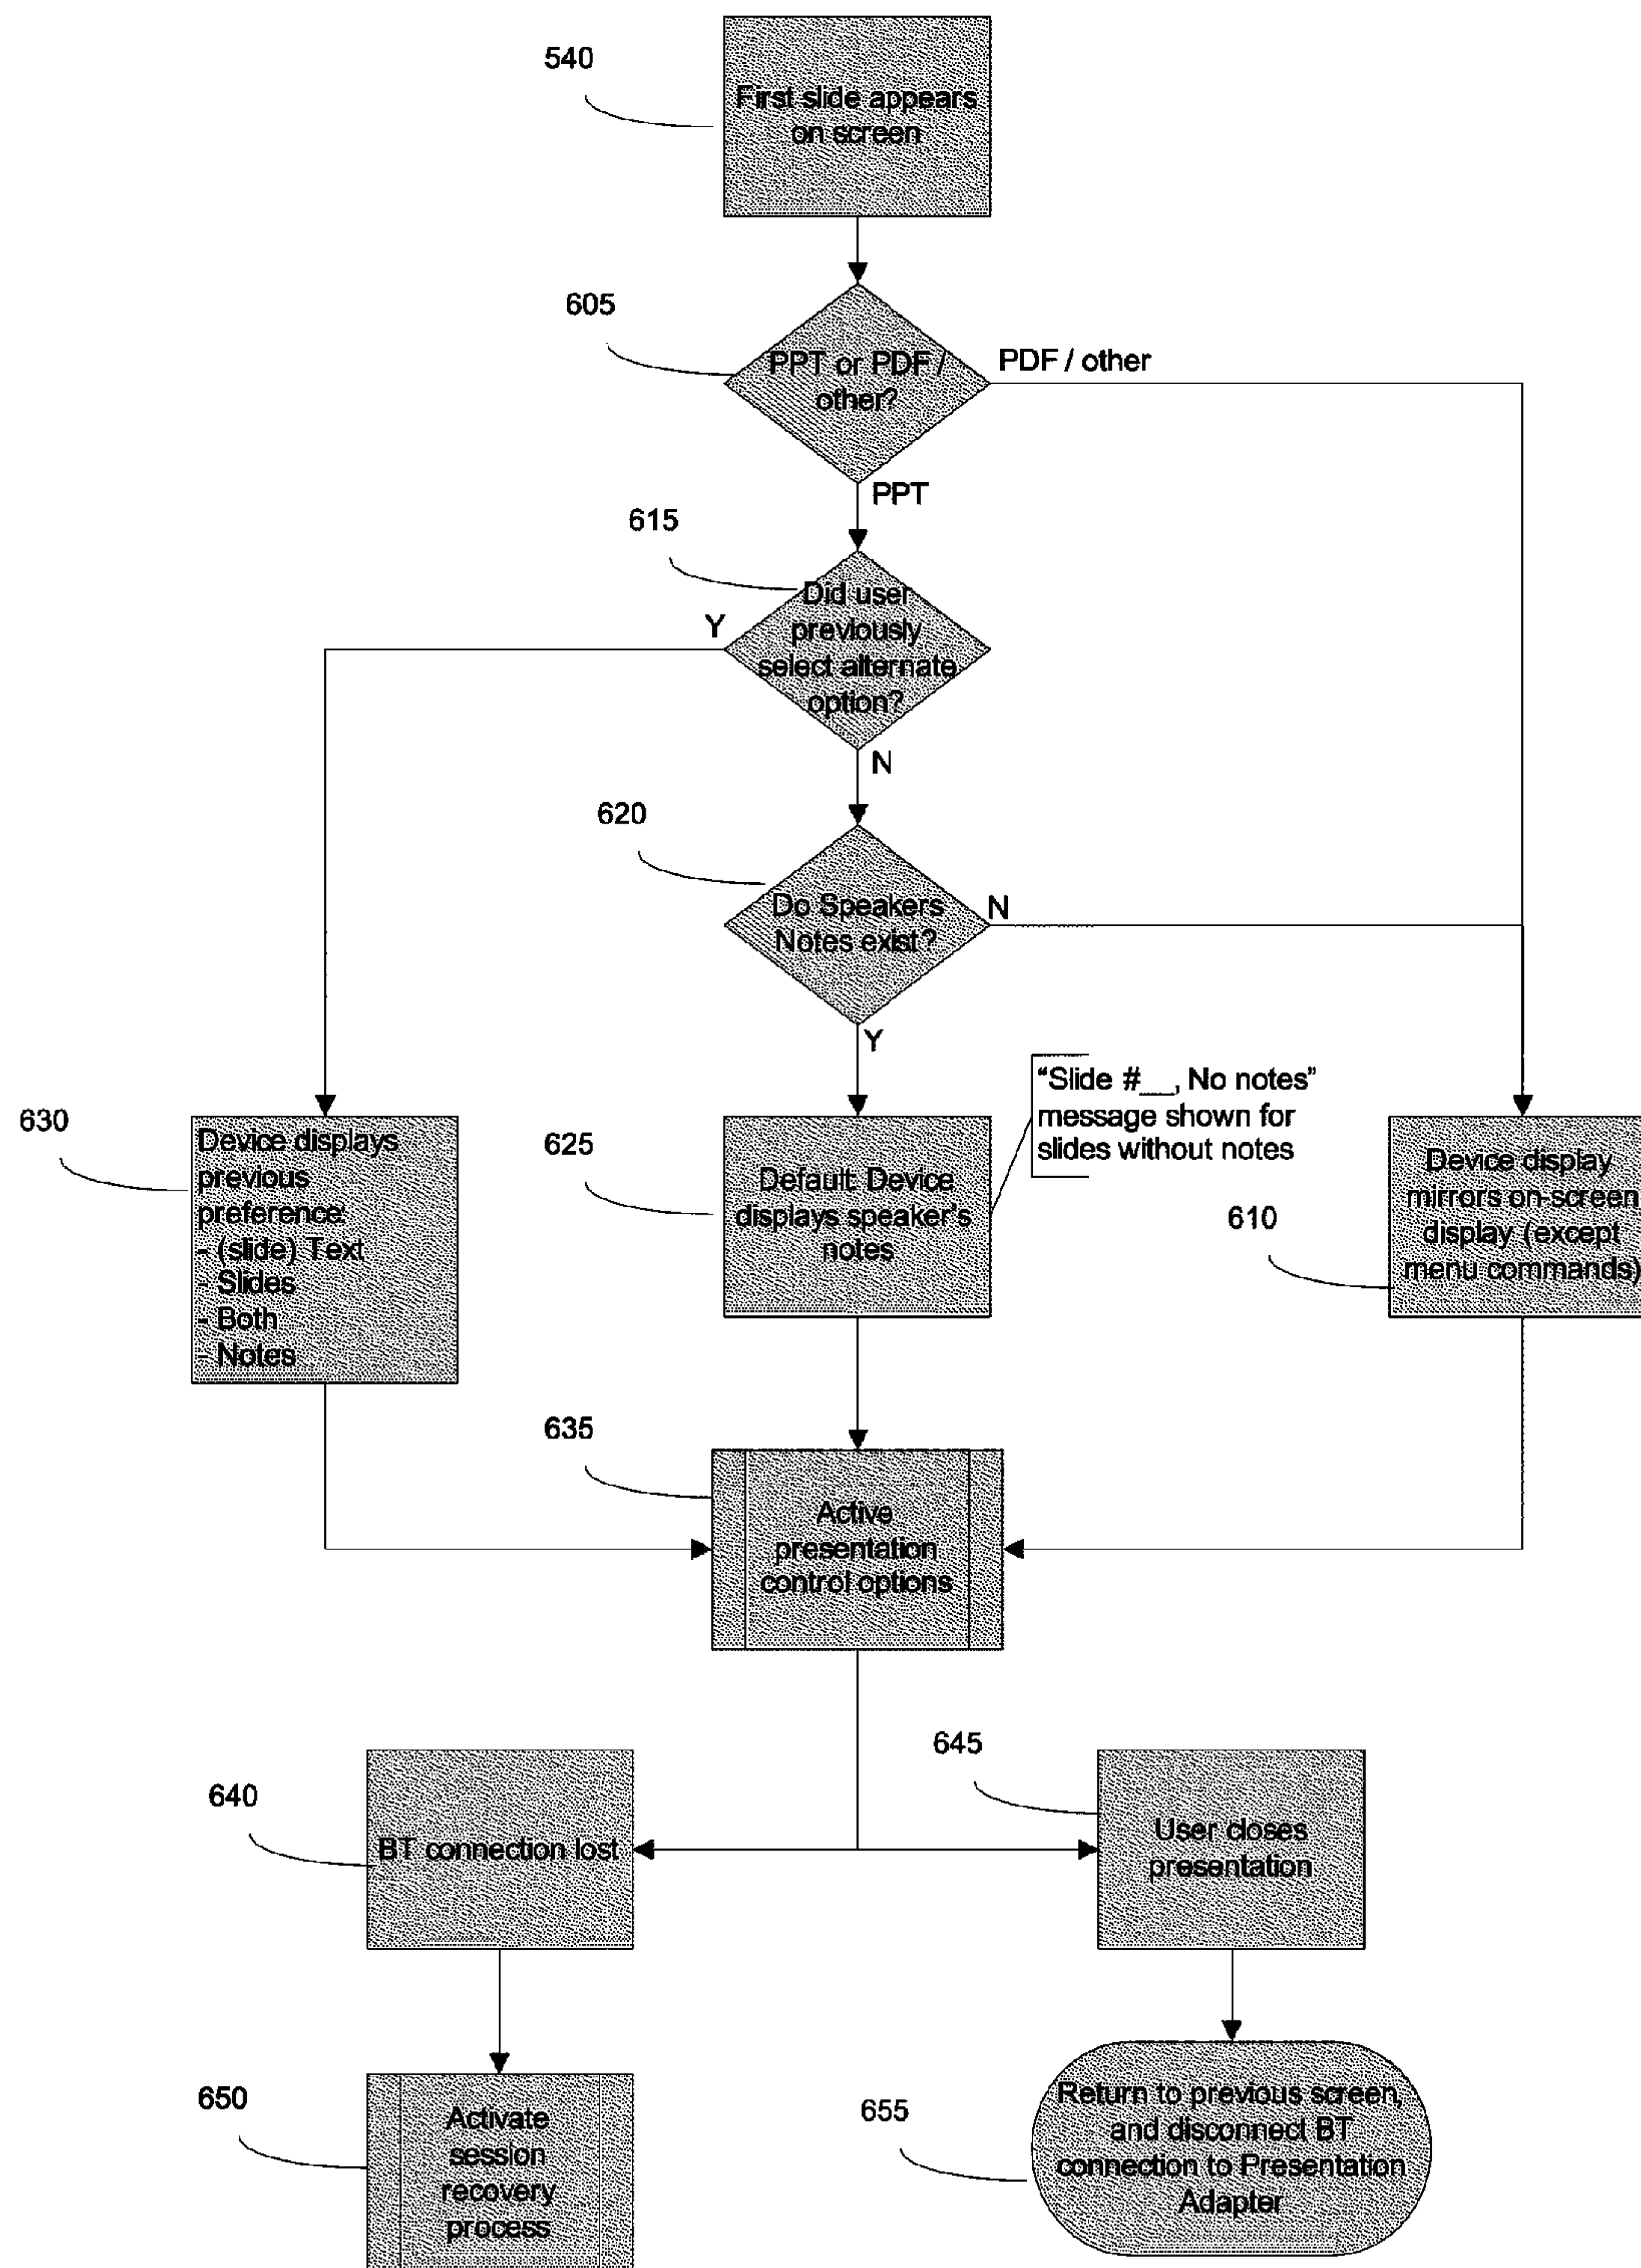 540
First slide appears
on screen
605
PPT or PDF /
other?
PDF / other
PPT
615
Did user
previously
select alternate
option?
Y
N
620
Do Speakers
Notes exist?
N
Y
"Slide #__, No notes"
message shown for
slides without notes
630
Device displays
previous
preference:
- (slide) Text
- Slides
- Both
- Notes
625
Default: Device
displays speaker's
notes
610
Device display
mirrors on-screen
display (except
menu commands)
635
Active
presentation
control options
640
BT connection lost
645
User closes
presentation
650
Activate
session
recovery
process
655
Return to previous screen,
and disconnect BT
connection to Presentation
Adapter